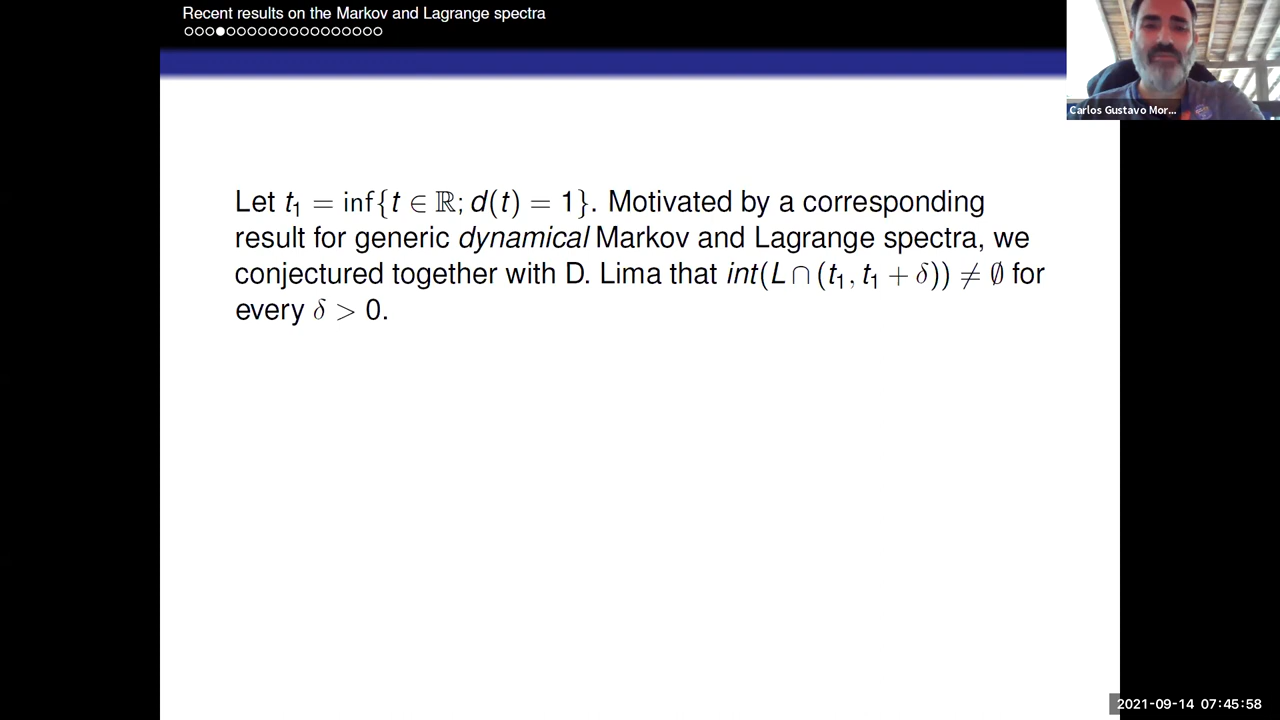 Recent results on the Markov and Lagrange spectra
Carlos Gustavo Mor...
Let t₁ = inf{t ∈ ℝ; d(t) = 1}. Motivated by a corresponding
result for generic dynamical Markov and Lagrange spectra, we
conjectured together with D. Lima that int(L ∩ (t₁, t₁ + δ)) ≠ ∅ for
every δ > 0.
2021-09-14 07:45:58